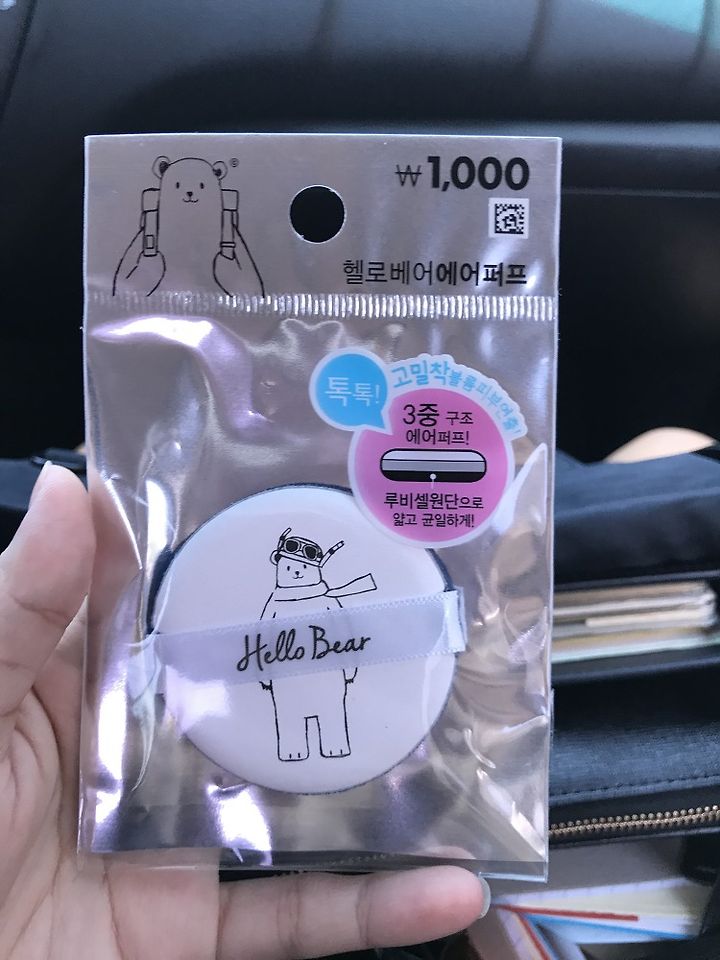 ©
₩1,000
헬로베어에어퍼프
톡톡!
고밀착볼륨피부연출!
3중 구조
에어퍼프!
루비셀원단으로
얇고 균일하게!
Hello Bear